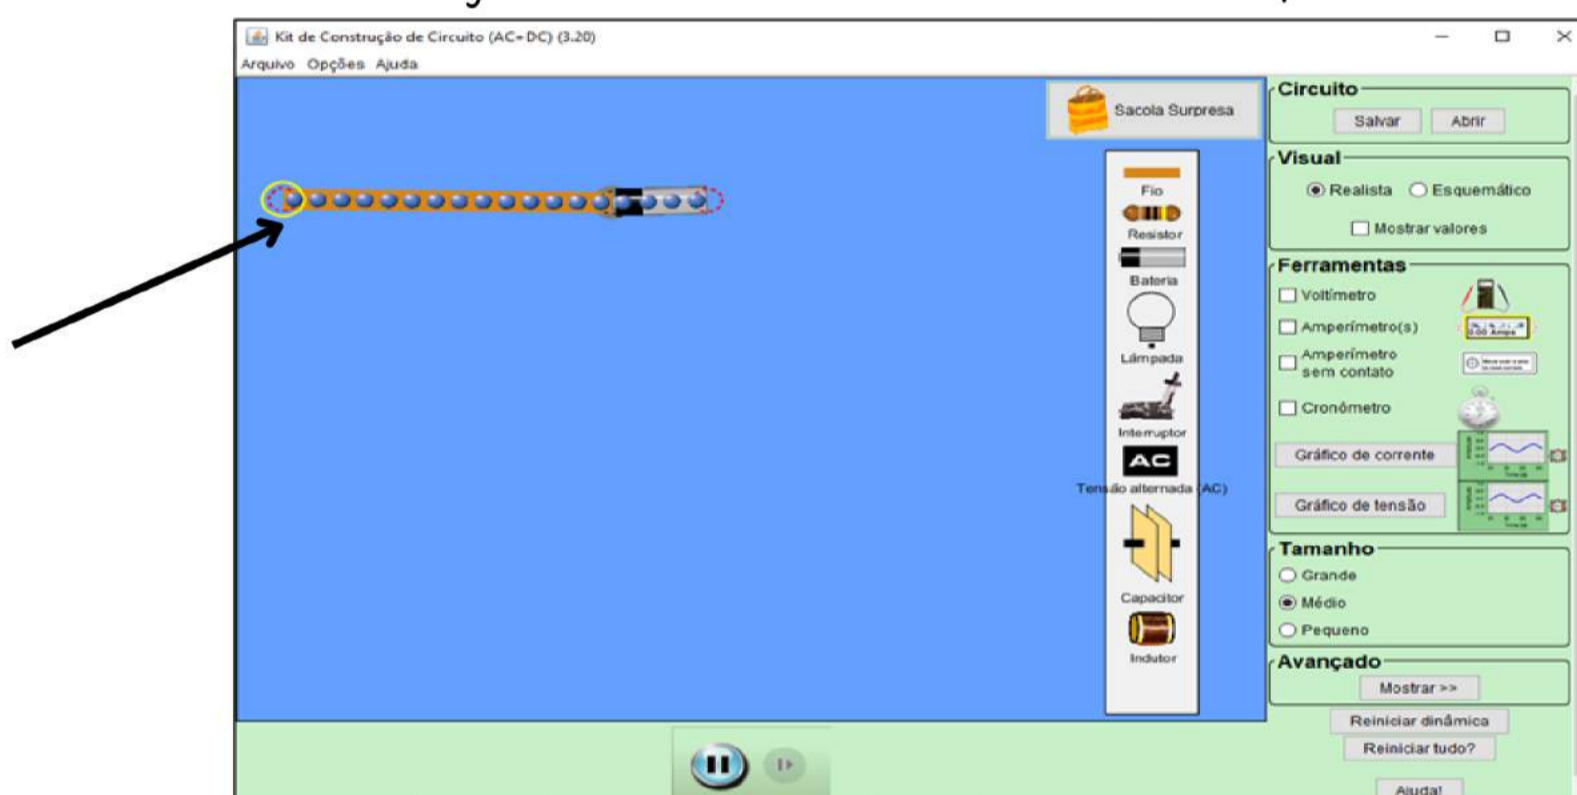 Kit de Construção de Circuito (AC+DC) (3.20)
Arquivo Opções Ajuda
Sacola Surpresa
Fio
Resistor
Bateria
Lâmpada
Interruptor
AC
Tensão alternada (AC)
Capacitor
Indutor
Circuito
Salvar Abrir
Visual
Realista Esquemático
Mostrar valores
Ferramentas
Voltímetro
Amperímetro(s)
0.00 Amps
Amperímetro
sem contato
Cronômetro
Gráfico de corrente
Gráfico de tensão
Tamanho
Grande
Médio
Pequeno
Avançado
Mostrar >>
Reiniciar dinâmica
Reiniciar tudo?
Ajuda!